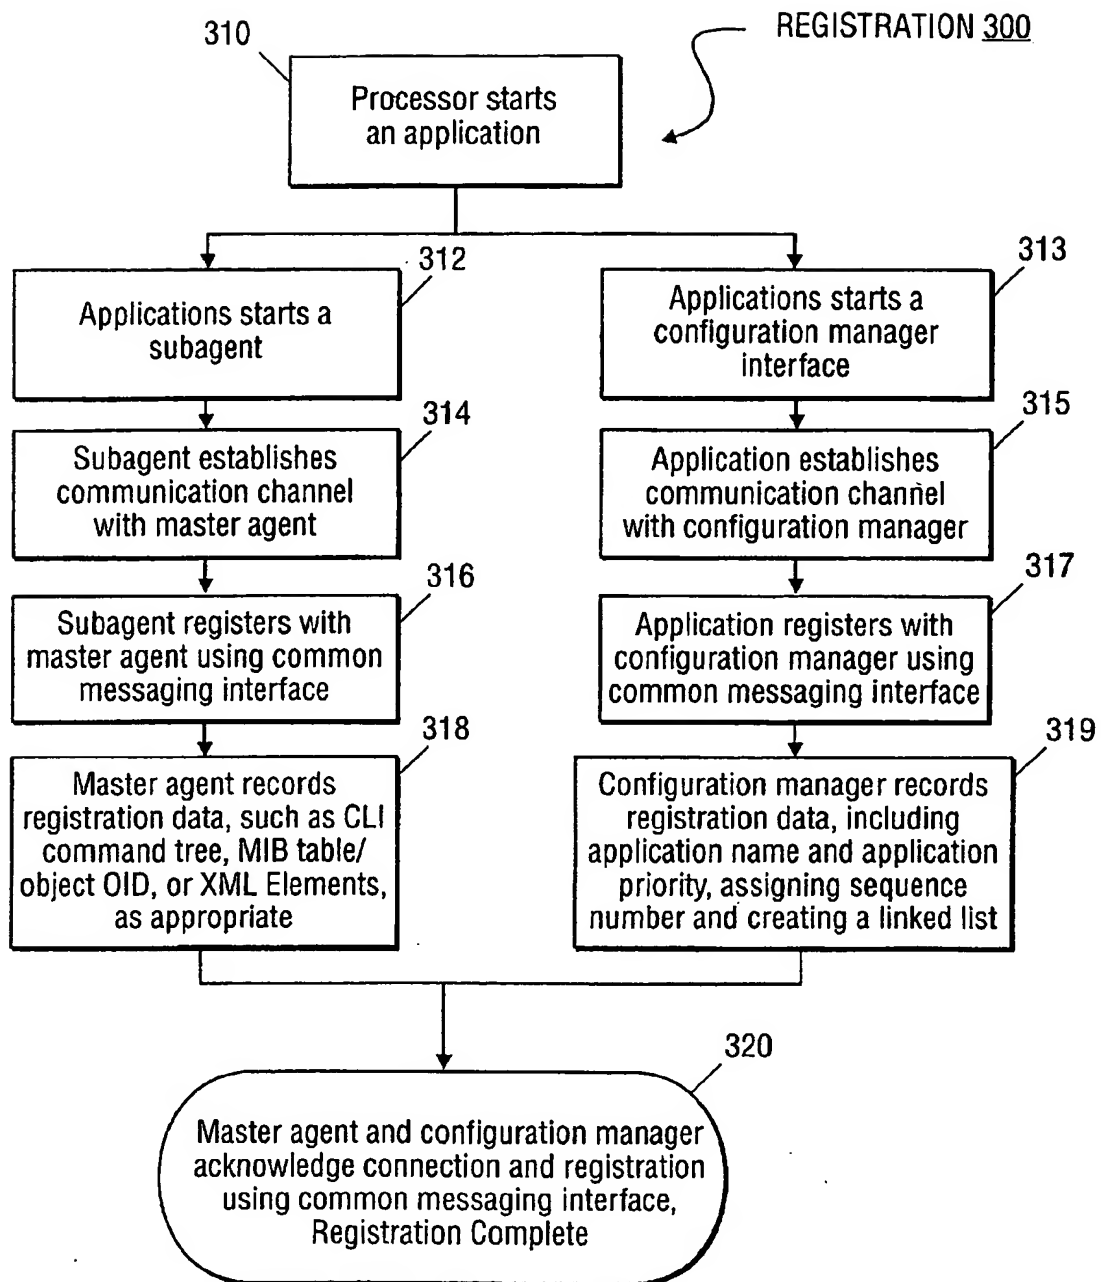 REGISTRATION 300
310
Processor starts
an application
312
Applications starts a
subagent
313
Applications starts a
configuration manager
interface
314
Subagent establishes
communication channel
with master agent
315
Application establishes
communication channel
with configuration manager
316
Subagent registers with
master agent using common
messaging interface
317
Application registers with
configuration manager using
common messaging interface
318
Master agent records
registration data, such as CLI
command tree, MIB table/
object OID, or XML Elements,
as appropriate
319
Configuration manager records
registration data, including
application name and application
priority, assigning sequence
number and creating a linked list
320
Master agent and configuration manager
acknowledge connection and registration
using common messaging interface,
Registration Complete